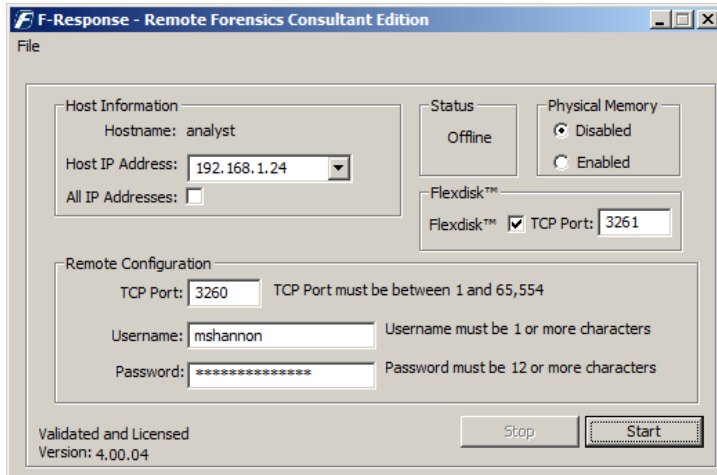 F-Response - Remote Forensics Consultant Edition
File
Host Information
Hostname: analyst
Host IP Address: 192.168.1.24
All IP Addresses:
Status
Offline
Physical Memory
Disabled
Enabled
Flexdisk™
Flexdisk™ TCP Port: 3261
Remote Configuration
TCP Port: 3260 TCP Port must be between 1 and 65,554
Username: mshannon Username must be 1 or more characters
Password: ************** Password must be 12 or more characters
Validated and Licensed
Version: 4.00.04
Stop Start